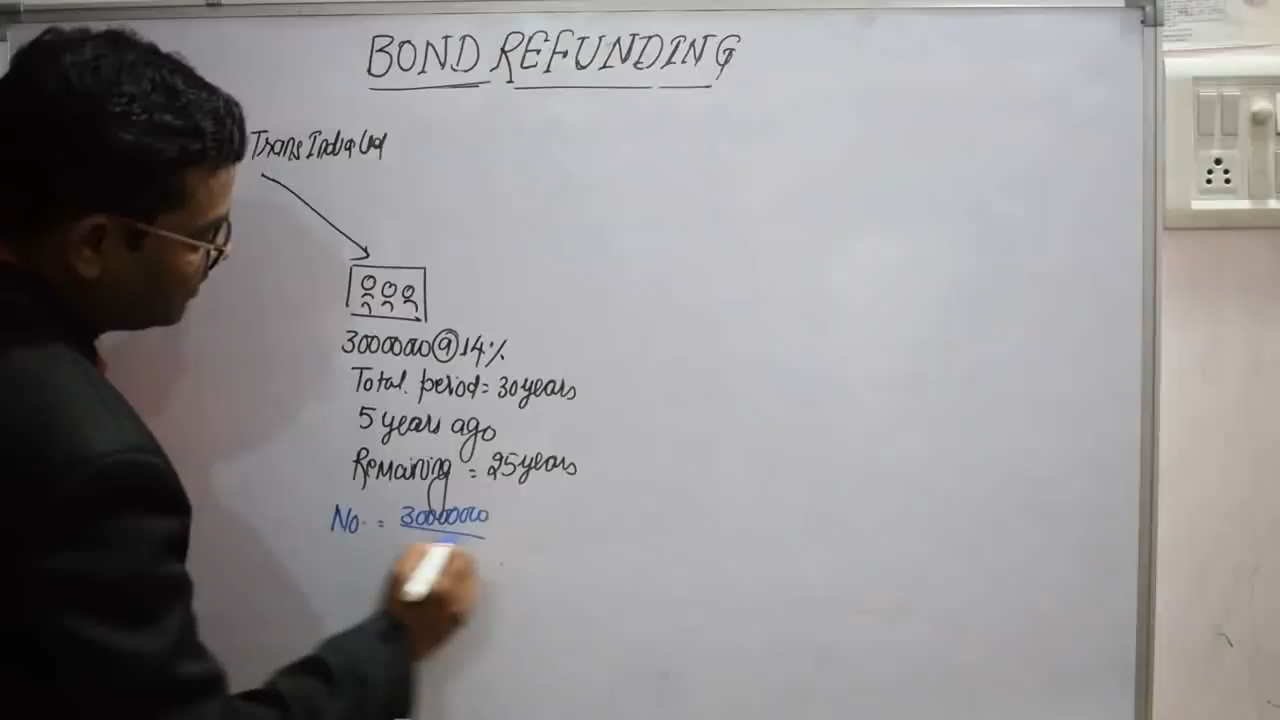 BOND REFUNDING
Trans India Ltd
3000000 @ 14%
Total period = 30 years
5 years ago
Remaining = 25 years
No. = 3000000